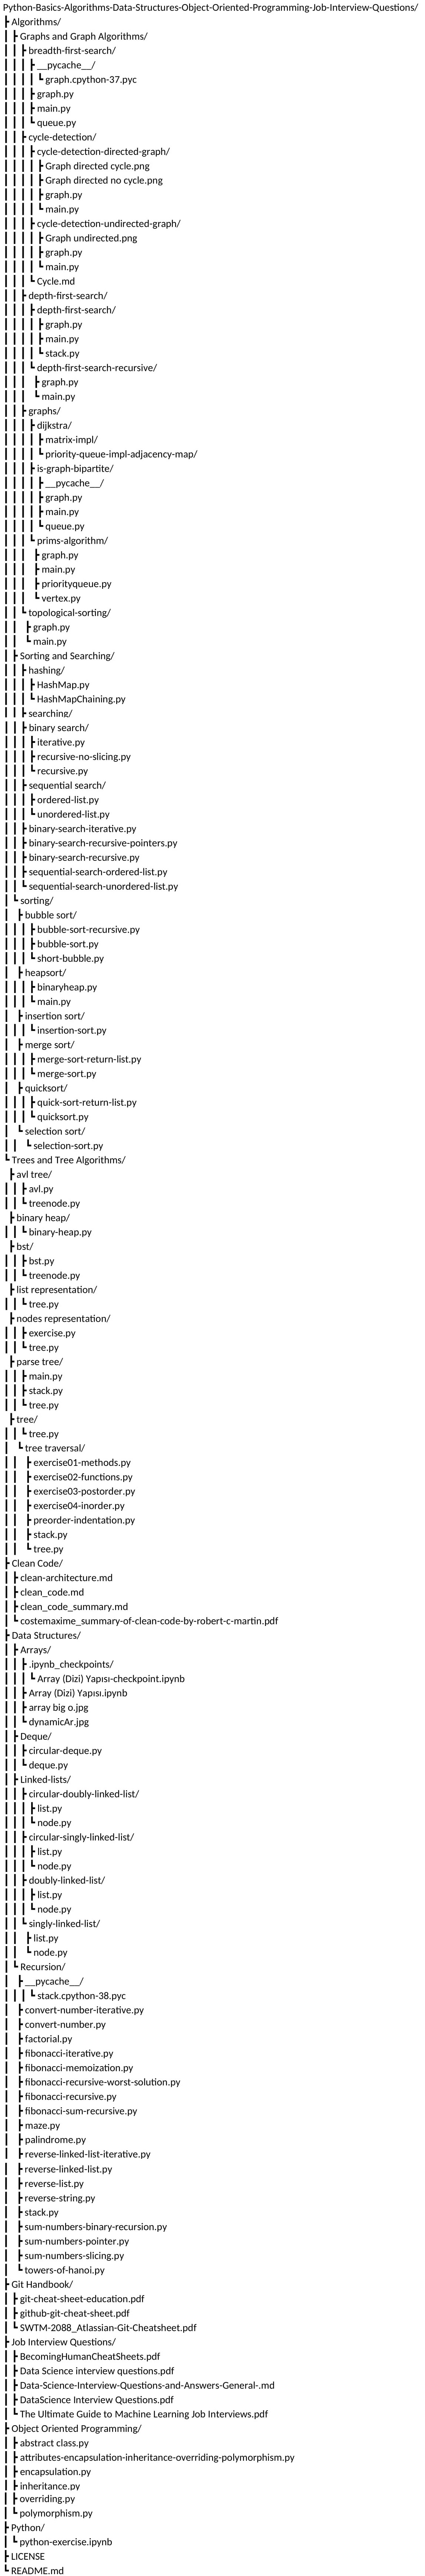 Python-Basics-Algorithms-Data-Structures-Object-Oriented-Programming-Job-Interview-Questions/
┣ Algorithms/
┃ ┣ Graphs and Graph Algorithms/
┃ ┃ ┣ breadth-first-search/
┃ ┃ ┃ ┣ __pycache__/
┃ ┃ ┃ ┃ ┗ graph.cpython-37.pyc
┃ ┃ ┃ ┣ graph.py
┃ ┃ ┃ ┣ main.py
┃ ┃ ┃ ┗ queue.py
┃ ┃ ┣ cycle-detection/
┃ ┃ ┃ ┣ cycle-detection-directed-graph/
┃ ┃ ┃ ┃ ┣ Graph directed cycle.png
┃ ┃ ┃ ┃ ┣ Graph directed no cycle.png
┃ ┃ ┃ ┃ ┣ graph.py
┃ ┃ ┃ ┃ ┗ main.py
┃ ┃ ┃ ┣ cycle-detection-undirected-graph/
┃ ┃ ┃ ┃ ┣ Graph undirected.png
┃ ┃ ┃ ┃ ┣ graph.py
┃ ┃ ┃ ┃ ┗ main.py
┃ ┃ ┃ ┗ Cycle.md
┃ ┃ ┣ depth-first-search/
┃ ┃ ┃ ┣ depth-first-search/
┃ ┃ ┃ ┃ ┣ graph.py
┃ ┃ ┃ ┃ ┣ main.py
┃ ┃ ┃ ┃ ┗ stack.py
┃ ┃ ┃ ┗ depth-first-search-recursive/
┃ ┃ ┃   ┣ graph.py
┃ ┃ ┃   ┗ main.py
┃ ┃ ┣ graphs/
┃ ┃ ┃ ┣ dijkstra/
┃ ┃ ┃ ┃ ┣ matrix-impl/
┃ ┃ ┃ ┃ ┗ priority-queue-impl-adjacency-map/
┃ ┃ ┃ ┣ is-graph-bipartite/
┃ ┃ ┃ ┃ ┣ __pycache__/
┃ ┃ ┃ ┃ ┣ graph.py
┃ ┃ ┃ ┃ ┣ main.py
┃ ┃ ┃ ┃ ┗ queue.py
┃ ┃ ┃ ┗ prims-algorithm/
┃ ┃ ┃   ┣ graph.py
┃ ┃ ┃   ┣ main.py
┃ ┃ ┃   ┣ priorityqueue.py
┃ ┃ ┃   ┗ vertex.py
┃ ┃ ┗ topological-sorting/
┃ ┃   ┣ graph.py
┃ ┃   ┗ main.py
┃ ┣ Sorting and Searching/
┃ ┃ ┣ hashing/
┃ ┃ ┃ ┣ HashMap.py
┃ ┃ ┃ ┗ HashMapChaining.py
┃ ┃ ┣ searching/
┃ ┃ ┣ binary search/
┃ ┃ ┃ ┣ iterative.py
┃ ┃ ┃ ┣ recursive-no-slicing.py
┃ ┃ ┃ ┗ recursive.py
┃ ┃ ┣ sequential search/
┃ ┃ ┃ ┣ ordered-list.py
┃ ┃ ┃ ┗ unordered-list.py
┃ ┃ ┣ binary-search-iterative.py
┃ ┃ ┣ binary-search-recursive-pointers.py
┃ ┃ ┣ binary-search-recursive.py
┃ ┃ ┣ sequential-search-ordered-list.py
┃ ┃ ┗ sequential-search-unordered-list.py
┃ ┗ sorting/
┃   ┣ bubble sort/
┃ ┃ ┃ ┣ bubble-sort-recursive.py
┃ ┃ ┃ ┣ bubble-sort.py
┃ ┃ ┃ ┗ short-bubble.py
┃   ┣ heapsort/
┃ ┃ ┃ ┣ binaryheap.py
┃ ┃ ┃ ┗ main.py
┃   ┣ insertion sort/
┃ ┃ ┃ ┗ insertion-sort.py
┃   ┣ merge sort/
┃ ┃ ┃ ┣ merge-sort-return-list.py
┃ ┃ ┃ ┗ merge-sort.py
┃   ┣ quicksort/
┃ ┃ ┃ ┣ quick-sort-return-list.py
┃ ┃ ┃ ┗ quicksort.py
┃   ┗ selection sort/
┃ ┃   ┗ selection-sort.py
┗ Trees and Tree Algorithms/
  ┣ avl tree/
┃ ┃ ┣ avl.py
┃ ┃ ┗ treenode.py
  ┣ binary heap/
┃ ┃ ┗ binary-heap.py
  ┣ bst/
┃ ┃ ┣ bst.py
┃ ┃ ┗ treenode.py
  ┣ list representation/
┃ ┃ ┗ tree.py
  ┣ nodes representation/
┃ ┃ ┣ exercise.py
┃ ┃ ┗ tree.py
  ┣ parse tree/
┃ ┃ ┣ main.py
┃ ┃ ┣ stack.py
┃ ┃ ┗ tree.py
  ┣ tree/
┃ ┃ ┗ tree.py
┃   ┗ tree traversal/
┃ ┃   ┣ exercise01-methods.py
┃ ┃   ┣ exercise02-functions.py
┃ ┃   ┣ exercise03-postorder.py
┃ ┃   ┣ exercise04-inorder.py
┃ ┃   ┣ preorder-indentation.py
┃ ┃   ┣ stack.py
┃ ┃   ┗ tree.py
┣ Clean Code/
┃ ┣ clean-architecture.md
┃ ┣ clean_code.md
┃ ┣ clean_code_summary.md
┃ ┗ costemaxime_summary-of-clean-code-by-robert-c-martin.pdf
┣ Data Structures/
┃ ┣ Arrays/
┃ ┃ ┣ .ipynb_checkpoints/
┃ ┃ ┃ ┗ Array (Dizi) Yapısı-checkpoint.ipynb
┃ ┃ ┣ Array (Dizi) Yapısı.ipynb
┃ ┃ ┣ array big o.jpg
┃ ┃ ┗ dynamicAr.jpg
┃ ┣ Deque/
┃ ┃ ┣ circular-deque.py
┃ ┃ ┗ deque.py
┃ ┣ Linked-lists/
┃ ┃ ┣ circular-doubly-linked-list/
┃ ┃ ┃ ┣ list.py
┃ ┃ ┃ ┗ node.py
┃ ┃ ┣ circular-singly-linked-list/
┃ ┃ ┃ ┣ list.py
┃ ┃ ┃ ┗ node.py
┃ ┃ ┣ doubly-linked-list/
┃ ┃ ┃ ┣ list.py
┃ ┃ ┃ ┗ node.py
┃ ┃ ┗ singly-linked-list/
┃ ┃   ┣ list.py
┃ ┃   ┗ node.py
┃ ┗ Recursion/
┃   ┣ __pycache__/
┃ ┃ ┃ ┗ stack.cpython-38.pyc
┃   ┣ convert-number-iterative.py
┃   ┣ convert-number.py
┃   ┣ factorial.py
┃   ┣ fibonacci-iterative.py
┃   ┣ fibonacci-memoization.py
┃   ┣ fibonacci-recursive-worst-solution.py
┃   ┣ fibonacci-recursive.py
┃   ┣ fibonacci-sum-recursive.py
┃   ┣ maze.py
┃   ┣ palindrome.py
┃   ┣ reverse-linked-list-iterative.py
┃   ┣ reverse-linked-list.py
┃   ┣ reverse-list.py
┃   ┣ reverse-string.py
┃   ┣ stack.py
┃   ┣ sum-numbers-binary-recursion.py
┃   ┣ sum-numbers-pointer.py
┃   ┣ sum-numbers-slicing.py
┃   ┗ towers-of-hanoi.py
┣ Git Handbook/
┃ ┣ git-cheat-sheet-education.pdf
┃ ┣ github-git-cheat-sheet.pdf
┃ ┗ SWTM-2088_Atlassian-Git-Cheatsheet.pdf
┣ Job Interview Questions/
┃ ┣ BecomingHumanCheatSheets.pdf
┃ ┣ Data Science interview questions.pdf
┃ ┣ Data-Science-Interview-Questions-and-Answers-General-.md
┃ ┣ DataScience Interview Questions.pdf
┃ ┗ The Ultimate Guide to Machine Learning Job Interviews.pdf
┣ Object Oriented Programming/
┃ ┣ abstract class.py
┃ ┣ attributes-encapsulation-inheritance-overriding-polymorphism.py
┃ ┣ encapsulation.py
┃ ┣ inheritance.py
┃ ┣ overriding.py
┃ ┗ polymorphism.py
┣ Python/
┃ ┗ python-exercise.ipynb
┣ LICENSE
┗ README.md